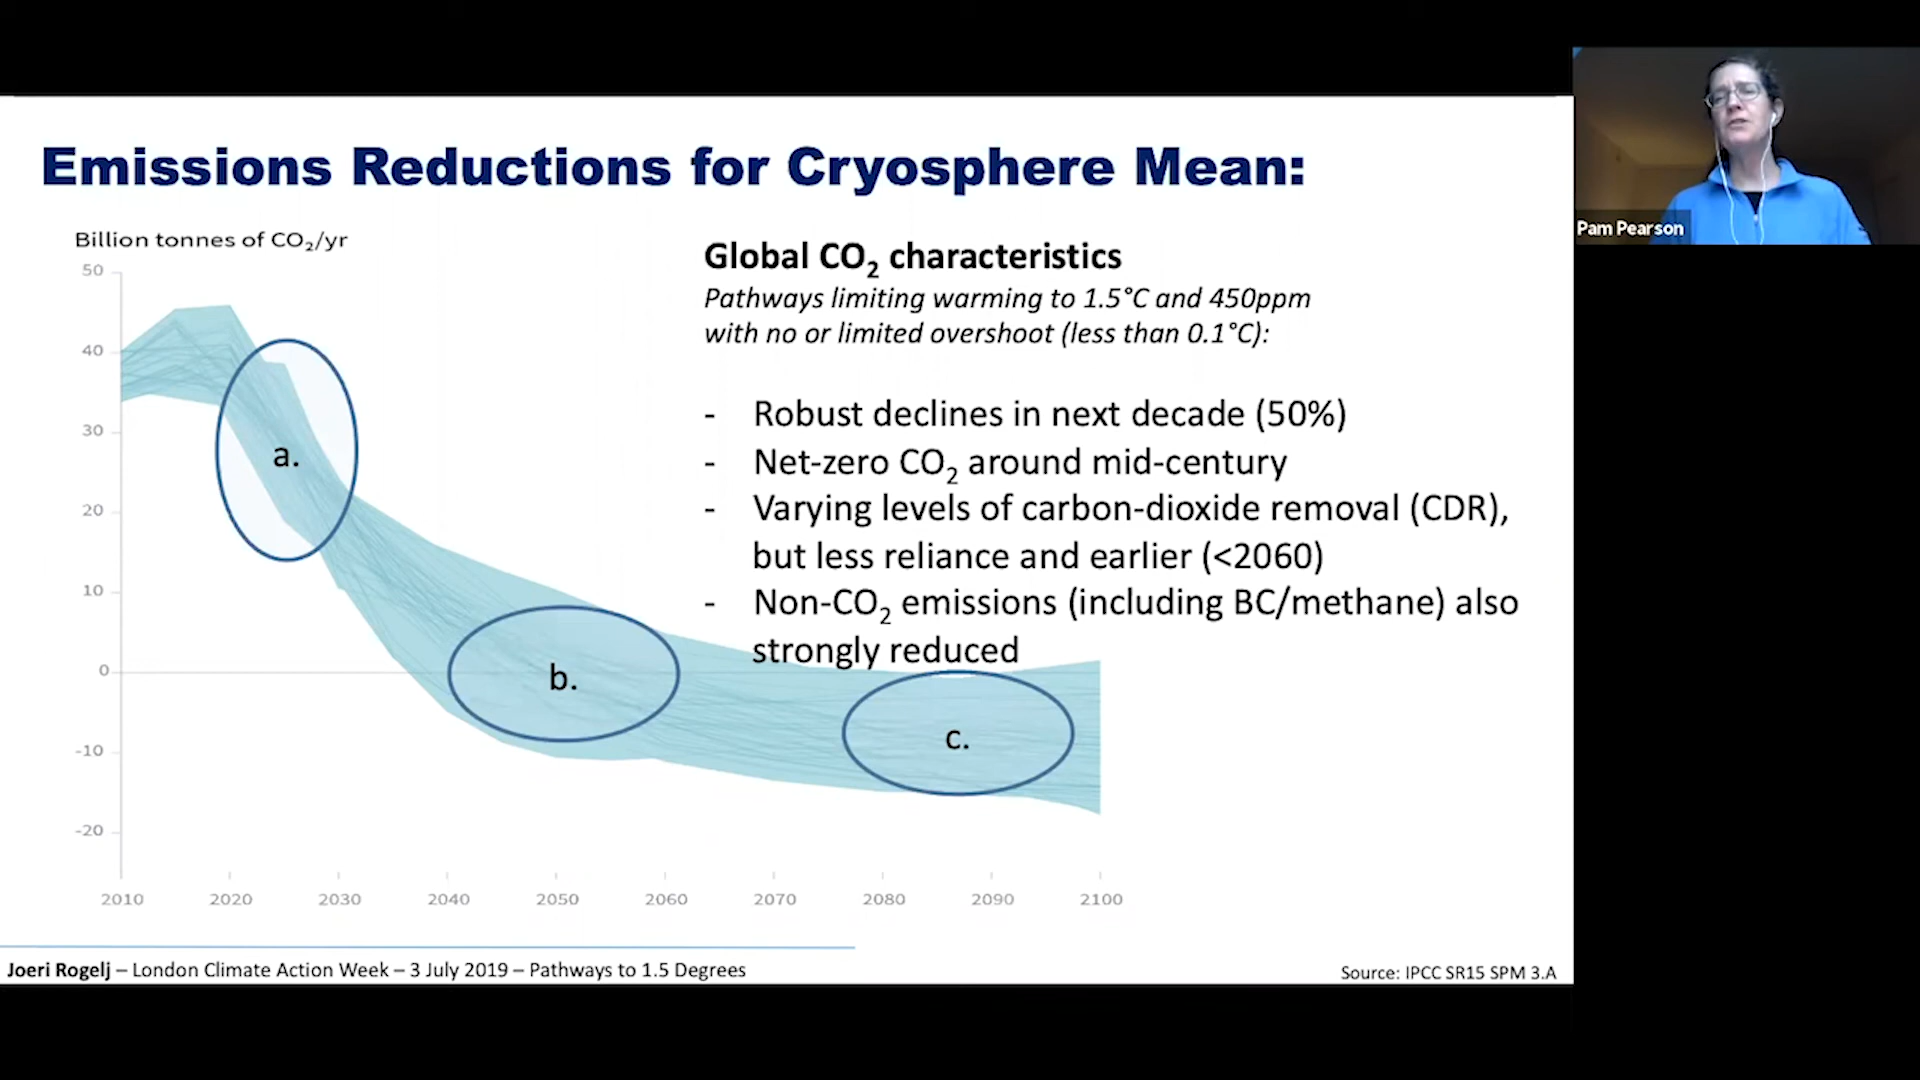 Emissions Reductions for Cryosphere Mean:
Billion tonnes of CO₂/yr
50
40
30
20
10
0
-10
-20
2010 2020 2030 2040 2050 2060 2070 2080 2090 2100
a.
b.
c.
Global CO₂ characteristics
Pathways limiting warming to 1.5°C and 450ppm
with no or limited overshoot (less than 0.1°C):
- Robust declines in next decade (50%)
- Net-zero CO₂ around mid-century
- Varying levels of carbon-dioxide removal (CDR),
but less reliance and earlier (<2060)
- Non-CO₂ emissions (including BC/methane) also
strongly reduced
Joeri Rogelj – London Climate Action Week – 3 July 2019 – Pathways to 1.5 Degrees
Source: IPCC SR15 SPM 3.A
Pam Pearson